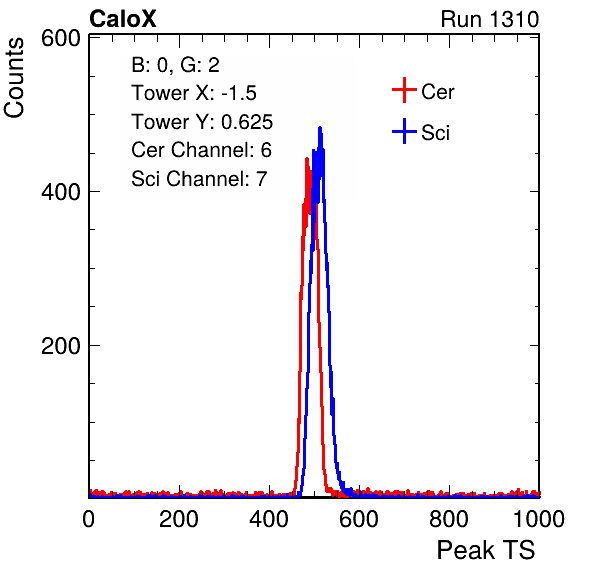 CaloX Run 1310
Counts
600
400
200
B: 0, G: 2
Tower X: -1.5
Tower Y: 0.625
Cer Channel: 6
Sci Channel: 7
Cer
Sci
0 200 400 600 800 1000
Peak TS